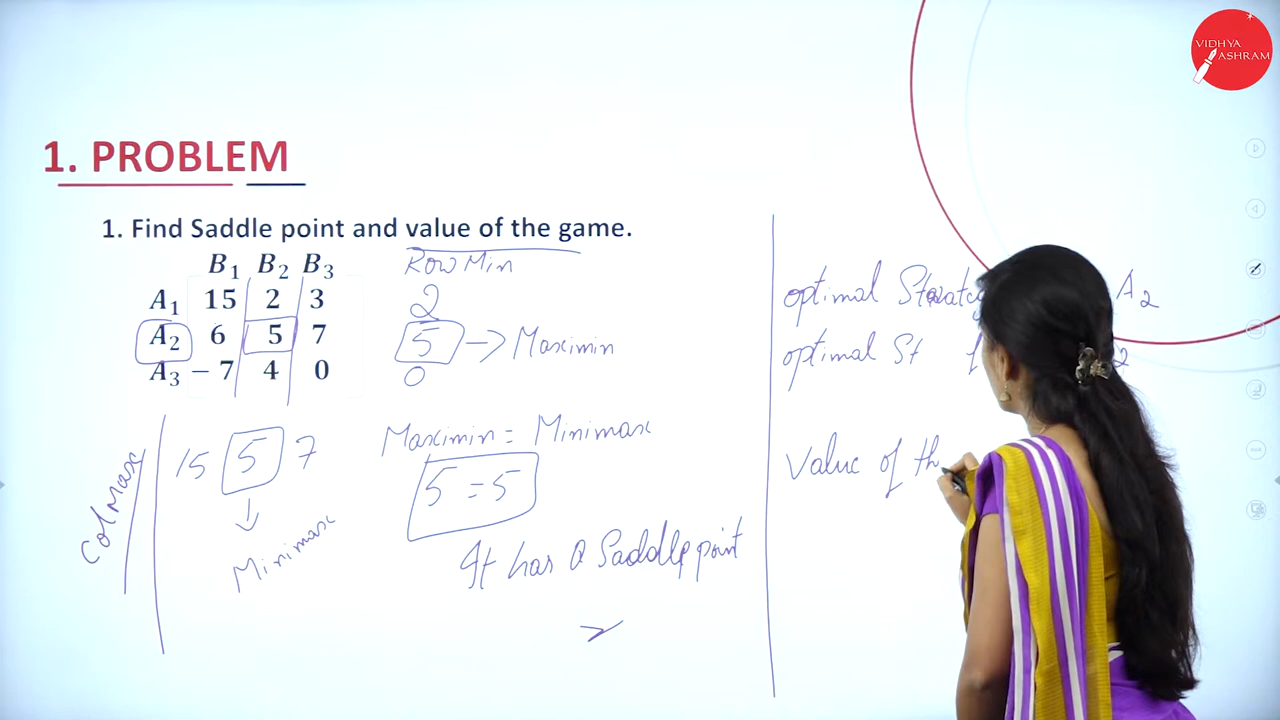 VIDHYA
ASHRAM
1. PROBLEM
1. Find Saddle point and value of the game.
B1 B2 B3
A1 15 2 3
A2 6 5 7
A3 – 7 4 0
Row Min
2
5 → Maximin
0
Col Max
15 5 7
Minimax
Maximin = Minimax
5 = 5
It has a Saddle point
optimal A2
optimal St 2
Value of th